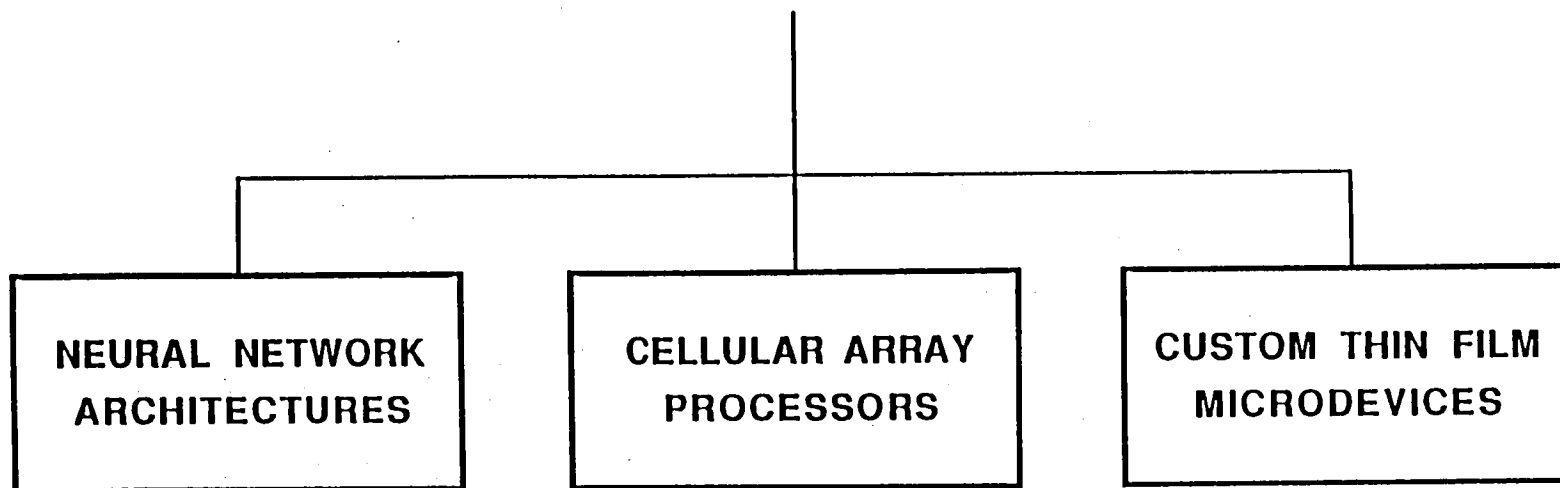 NEURAL NETWORK
ARCHITECTURES
CELLULAR ARRAY
PROCESSORS
CUSTOM THIN FILM
MICRODEVICES